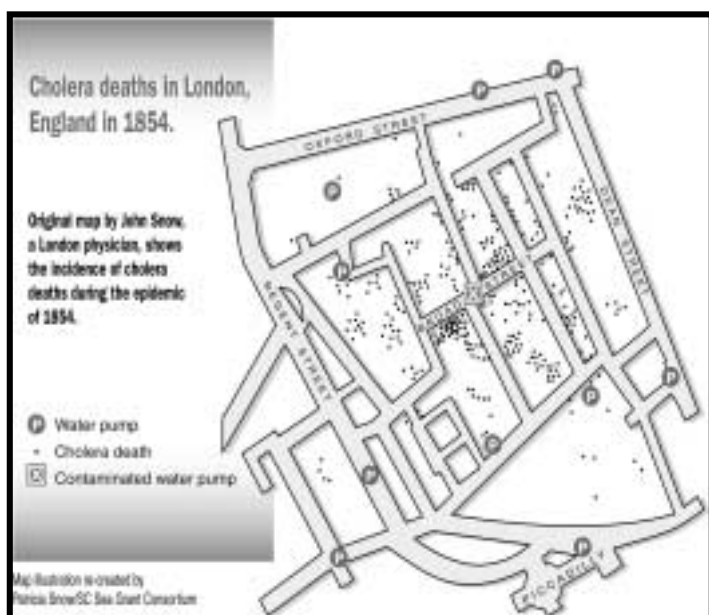 Cholera deaths in London,
England in 1854.
Original map by John Snow,
a London physician, shows
the incidence of cholera
deaths during the epidemic
of 1854.
P Water pump
Cholera death
Contaminated water pump
Map illustration re-created by
Patricia Snow/SC Sea Grant Consortium
OXFORD STREET
DEAN STREET
REGENT STREET
BROAD STREET
PICCADILLY
P
P
P
P
P
P
P
P
P
P